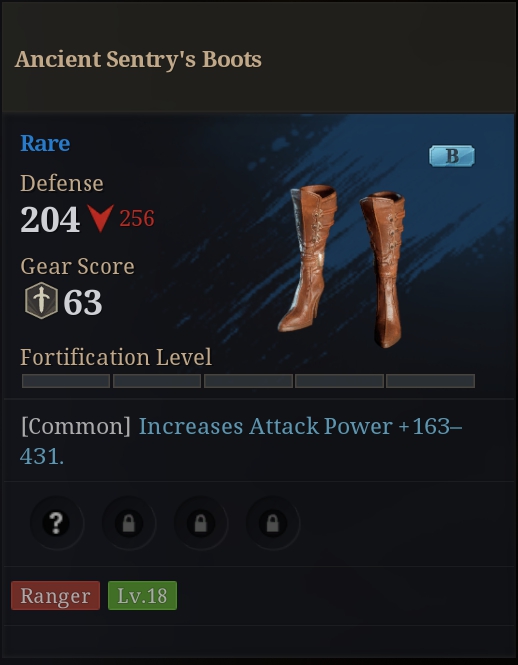 Ancient Sentry's Boots
Rare
B
Defense
204 256
Gear Score
63
Fortification Level
[Common] Increases Attack Power +163–
431.
?
Ranger Lv.18